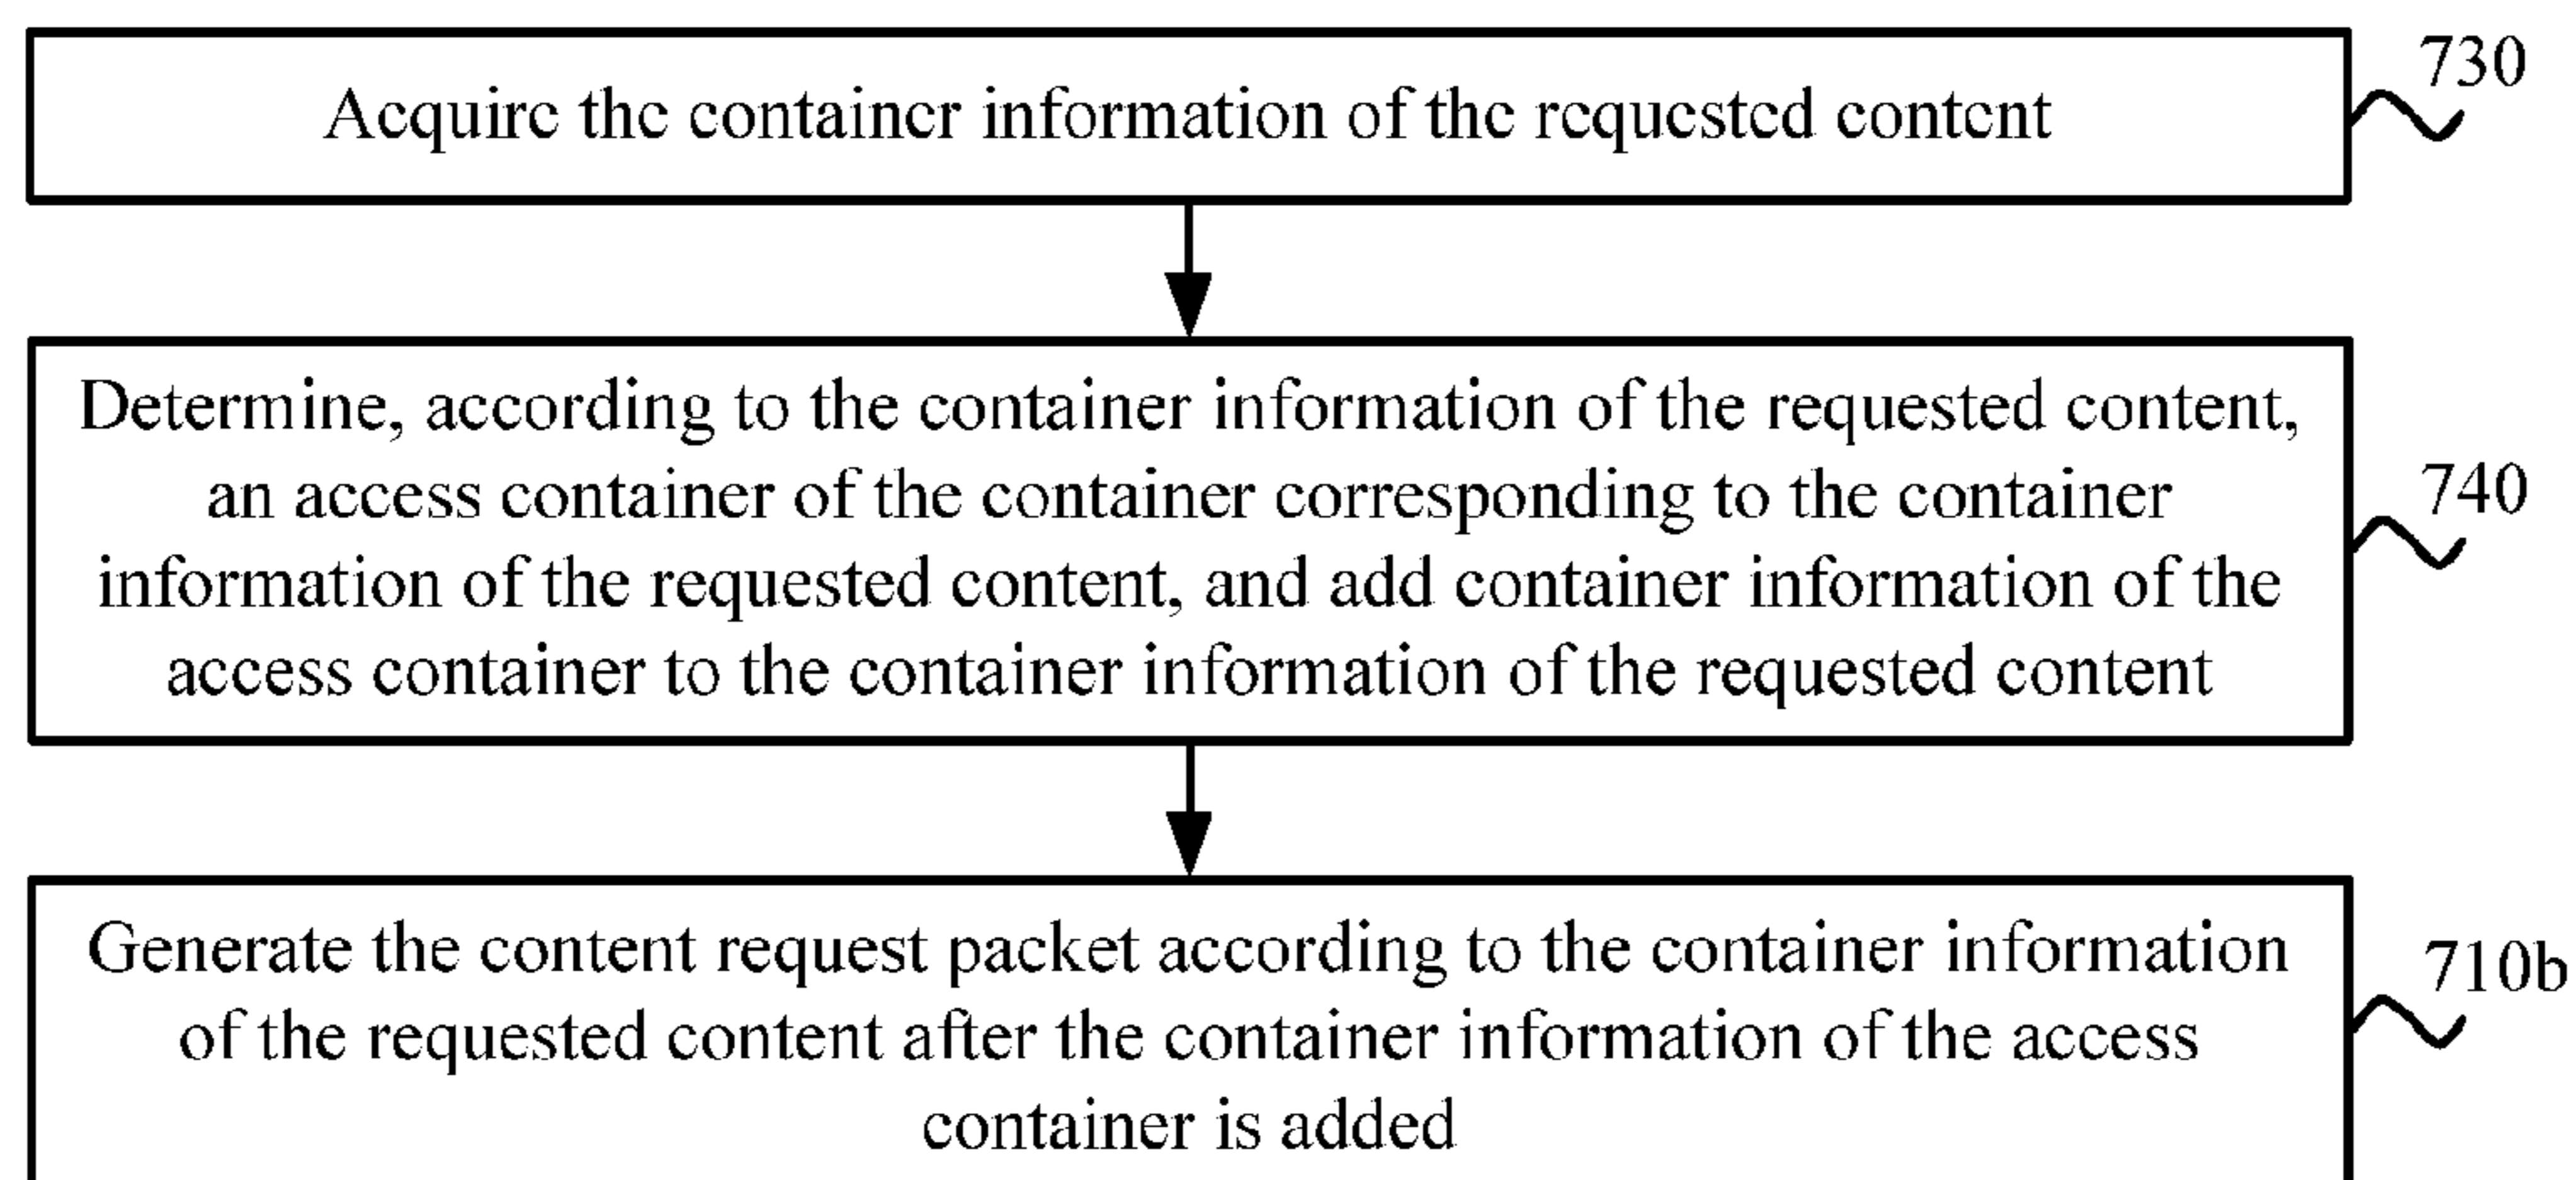 Acquire the container information of the requested content
730
Determine, according to the container information of the requested content,
an access container of the container corresponding to the container
information of the requested content, and add container information of the
access container to the container information of the requested content
740
Generate the content request packet according to the container information
of the requested content after the container information of the access
container is added
710b